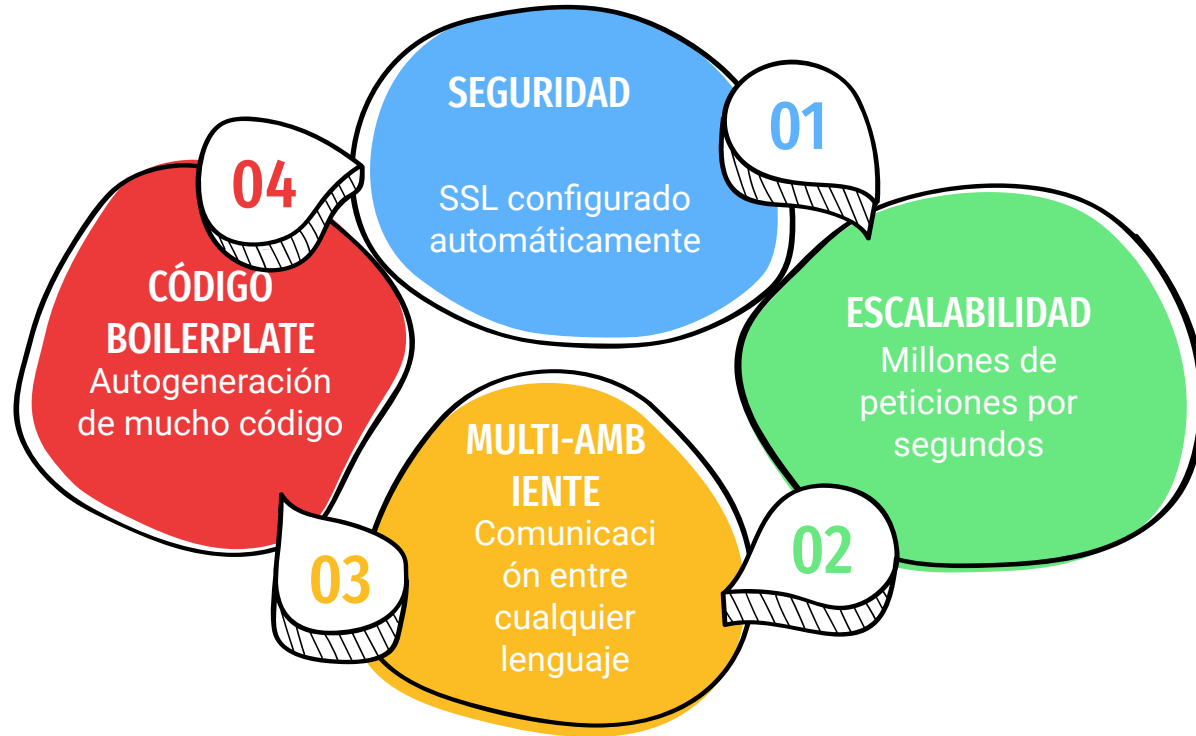 SEGURIDAD
01
SSL configurado
automáticamente
ESCALABILIDAD
Millones de
peticiones por
segundos
02
MULTI-AMB
IENTE
Comunicaci
ón entre
cualquier
lenguaje
03
CÓDIGO
BOILERPLATE
Autogeneración
de mucho código
04